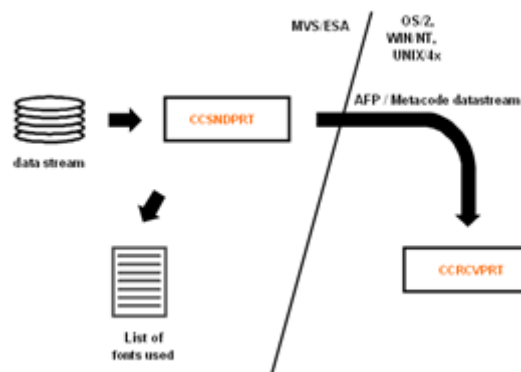 MVS/ESA
OS/2,
WIN/NT,
UNIX/4x
AFP / Metacode datastream
CCSNDPRT
data stream
CCRCVPRT
List of
fonts used